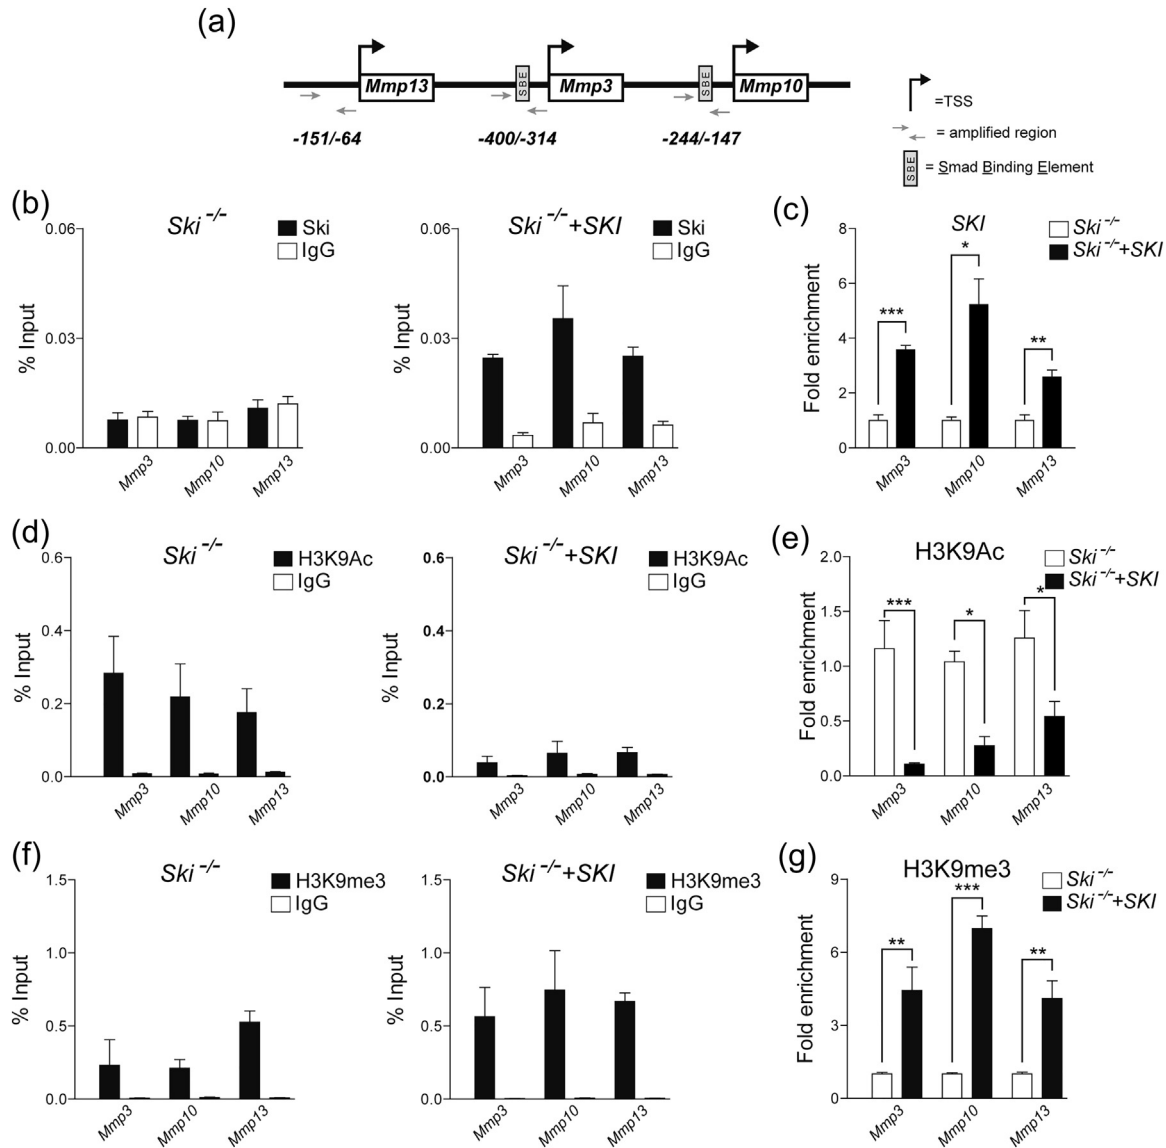 (a)
Mmp13
SBE
Mmp3
SBE
Mmp10
-151/-64
-400/-314
-244/-147
=TSS
= amplified region
SBE
= Smad Binding Element
(b)
Ski -/-
Ski
IgG
% Input
0.06
0.03
0.00
Mmp3
Mmp10
Mmp13
Ski -/-+SKI
Ski
IgG
% Input
0.06
0.03
0.00
Mmp3
Mmp10
Mmp13
(c)
SKI
Ski -/-
Ski -/-+SKI
Fold enrichment
8
6
4
2
0
***
*
**
Mmp3
Mmp10
Mmp13
(d)
Ski -/-
H3K9Ac
IgG
% Input
0.6
0.4
0.2
0.0
Mmp3
Mmp10
Mmp13
Ski -/-+SKI
H3K9Ac
IgG
% Input
0.6
0.4
0.2
0.0
Mmp3
Mmp10
Mmp13
(e)
H3K9Ac
Ski -/-
Ski -/-+SKI
Fold enrichment
2.0
1.5
1.0
0.5
0.0
***
*
*
Mmp3
Mmp10
Mmp13
(f)
Ski -/-
H3K9me3
IgG
% Input
1.5
1.0
0.5
0.0
Mmp3
Mmp10
Mmp13
Ski -/-+SKI
H3K9me3
IgG
% Input
1.5
1.0
0.5
0.0
Mmp3
Mmp10
Mmp13
(g)
H3K9me3
Ski -/-
Ski -/-+SKI
Fold enrichment
9
6
3
0
**
***
**
Mmp3
Mmp10
Mmp13